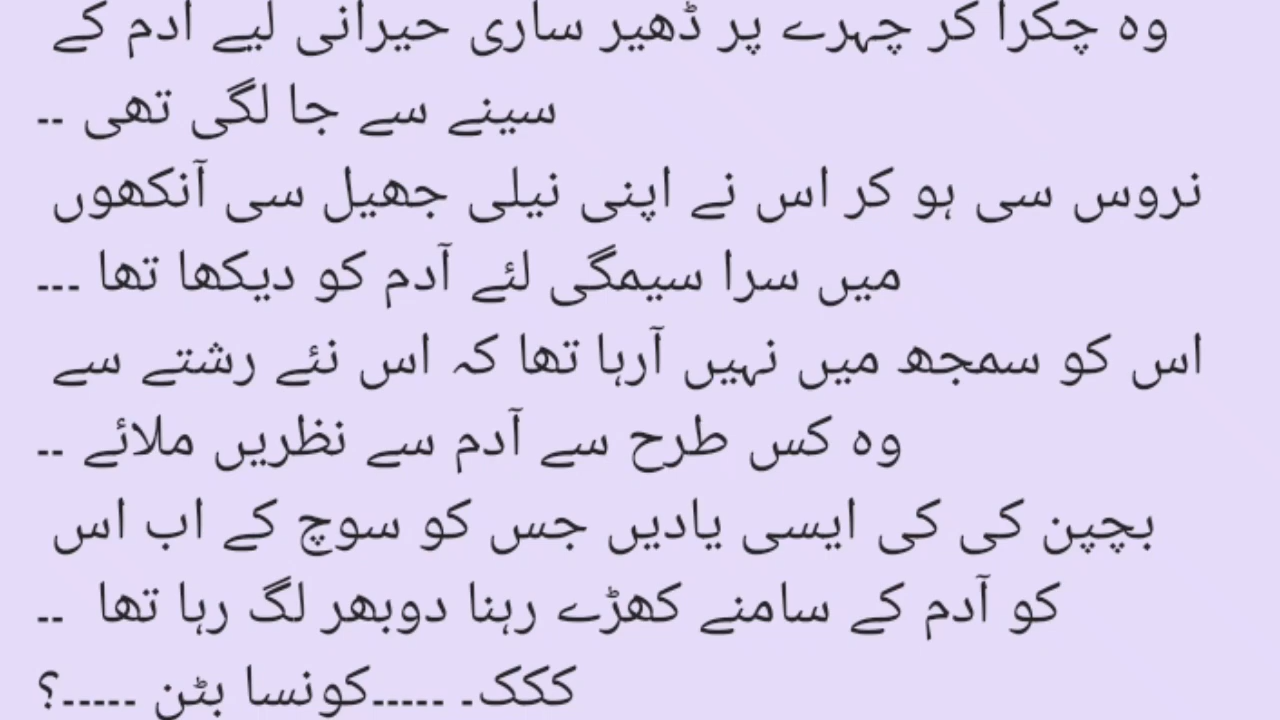 وہ چکرا کر چہرے پر ڈھیر ساری حیرانی لیے آدم کے
سینے سے جا لگی تھی --
نروس سی ہو کر اس نے اپنی نیلی جھیل سی آنکھوں
میں سرا سیمگی لئے آدم کو دیکھا تھا ---
اس کو سمجھ میں نہیں آرہا تھا کہ اس نئے رشتے سے
وہ کس طرح سے آدم سے نظریں ملائے --
بچپن کی کی ایسی یادیں جس کو سوچ کے اب اس
کو آدم کے سامنے کھڑے رہنا دوبھر لگ رہا تھا --
ککک۔ -----کونسا بٹن -----؟